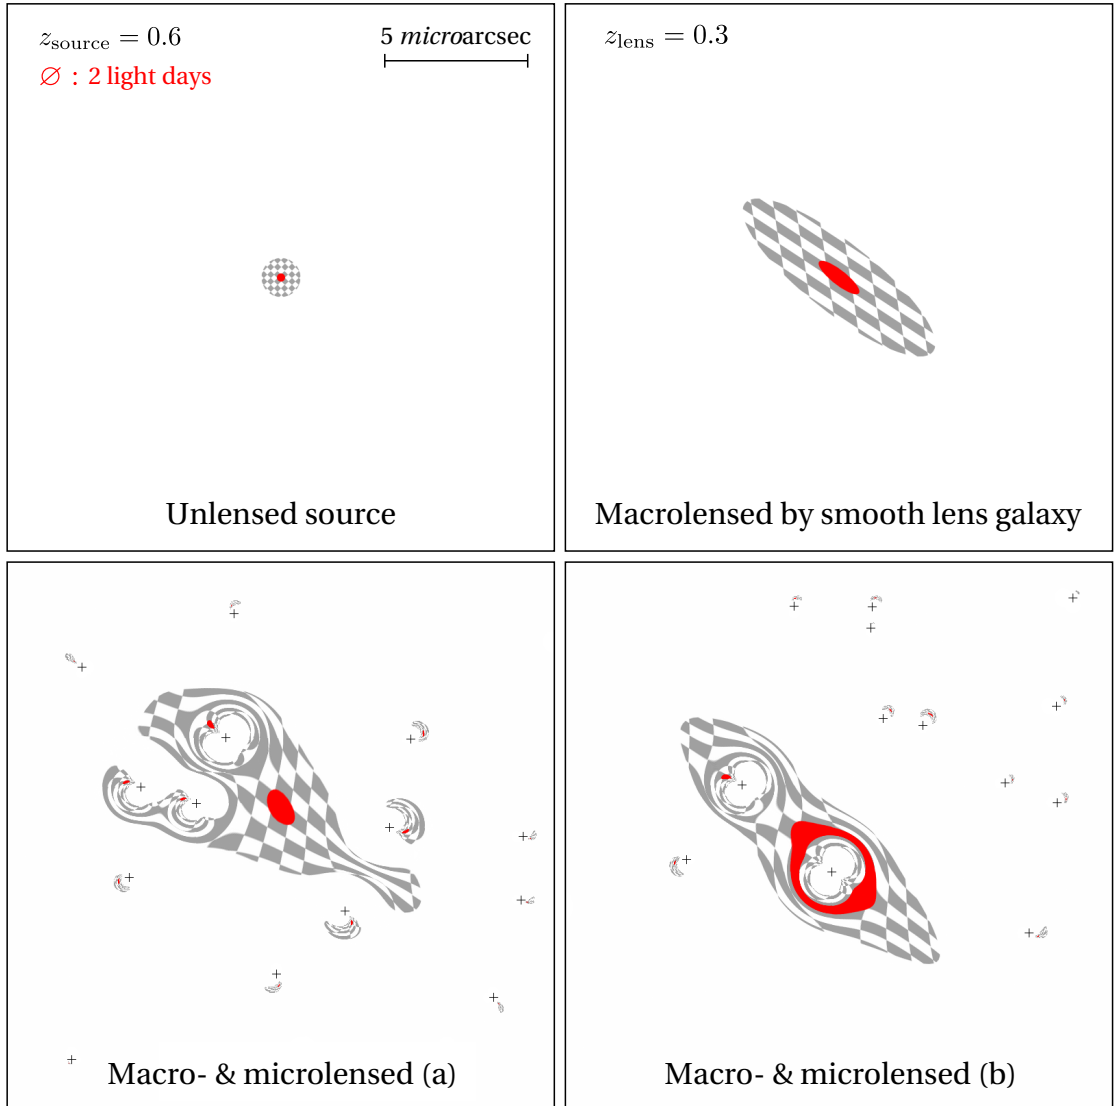 z_source = 0.6
5 microarcsec
∅ : 2 light days
Unlensed source
z_lens = 0.3
Macrolensed by smooth lens galaxy
Macro- & microlensed (a)
Macro- & microlensed (b)